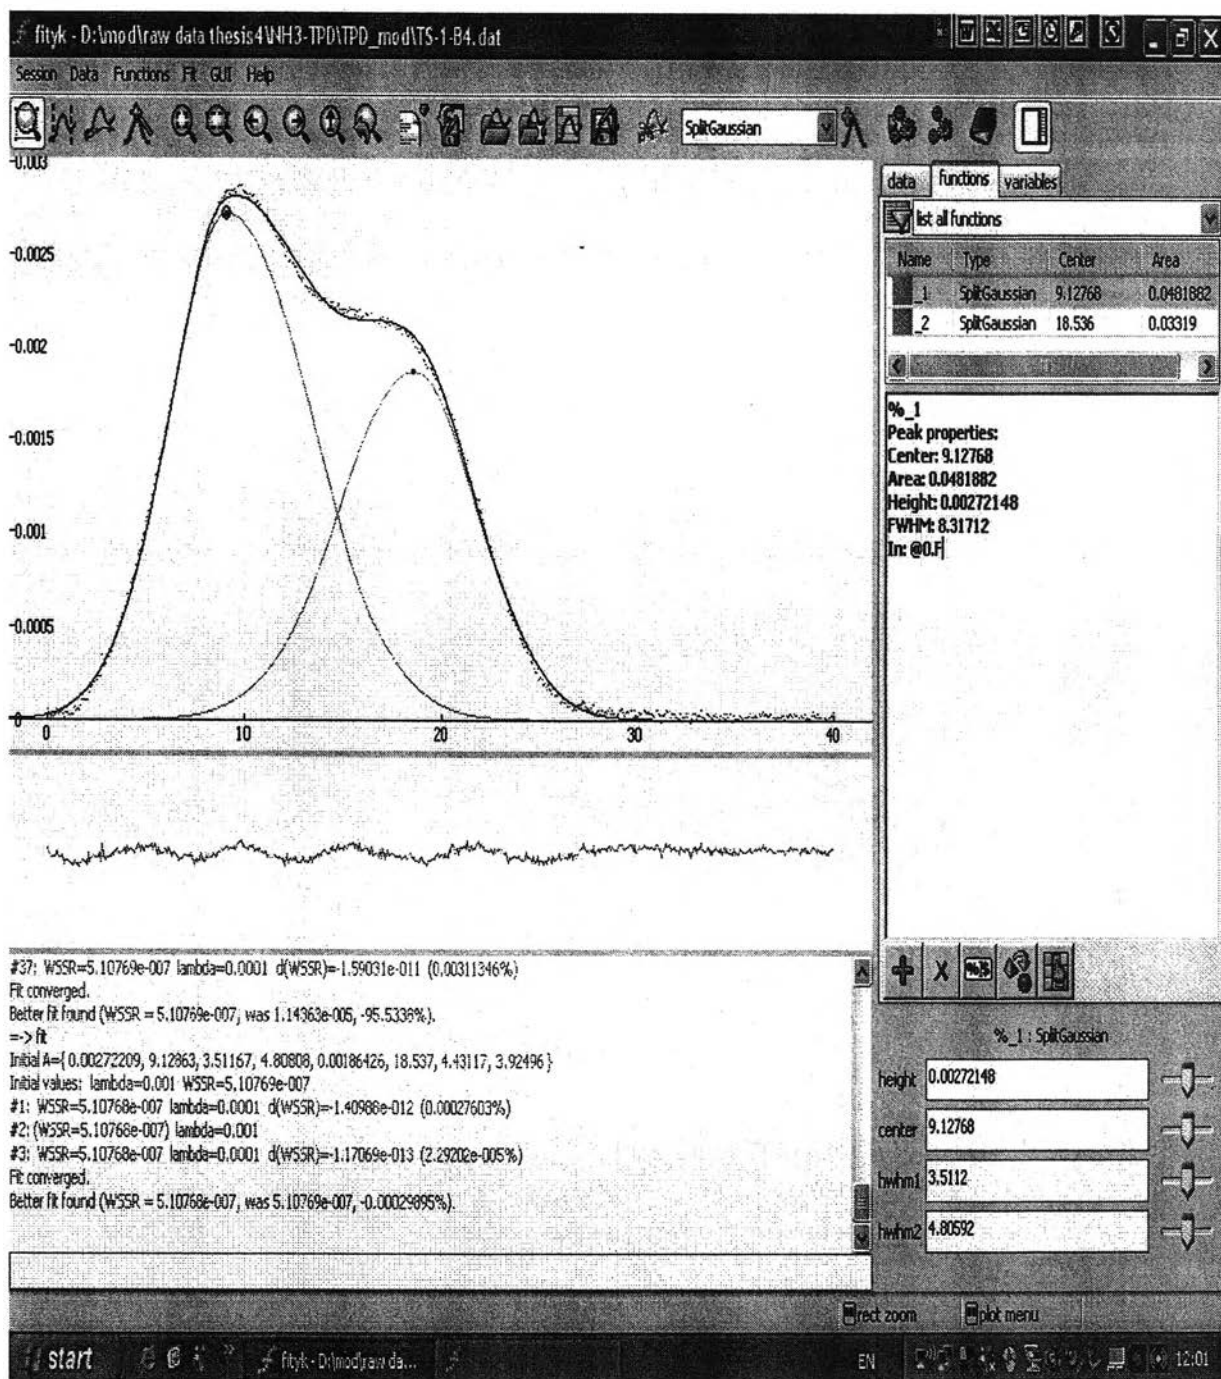 fityk - D:\mod\raw data thesis4\NH3-TPD\TPD_mod\TS-1-B4.dat
Session Data Functions Fit GUI Help
SplitGaussian
-0.003
-0.0025
-0.002
-0.0015
-0.001
-0.0005
0
0 10 20 30 40
data functions variables
list all functions
Name Type Center Area
_1 SplitGaussian 9.12768 0.0481882
_2 SplitGaussian 18.536 0.03319
%_1
Peak properties:
Center: 9.12768
Area: 0.0481882
Height: 0.00272148
FWHM: 8.31712
In: @0.F
#37: WSSR=5.10769e-007 lambda=0.0001 d(WSSR)=-1.59031e-011 (0.00311346%)
Fit converged.
Better fit found (WSSR = 5.10769e-007, was 1.14363e-005, -95.5338%).
=-> fit
Initial A={ 0.00272209, 9.12863, 3.51167, 4.80808, 0.00186426, 18.537, 4.43117, 3.92496 }
Initial values: lambda=0.001 WSSR=5.10769e-007
#1: WSSR=5.10768e-007 lambda=0.0001 d(WSSR)=-1.40988e-012 (0.00027603%)
#2: (WSSR=5.10768e-007) lambda=0.001
#3: WSSR=5.10768e-007 lambda=0.0001 d(WSSR)=-1.17069e-013 (2.29202e-005%)
Fit converged.
Better fit found (WSSR = 5.10768e-007, was 5.10769e-007, -0.00029895%).
%_1 : SplitGaussian
height 0.00272148
center 9.12768
hwhm1 3.5112
hwhm2 4.80592
rect zoom plot menu
start fityk - D:\mod\raw da... EN 12:01